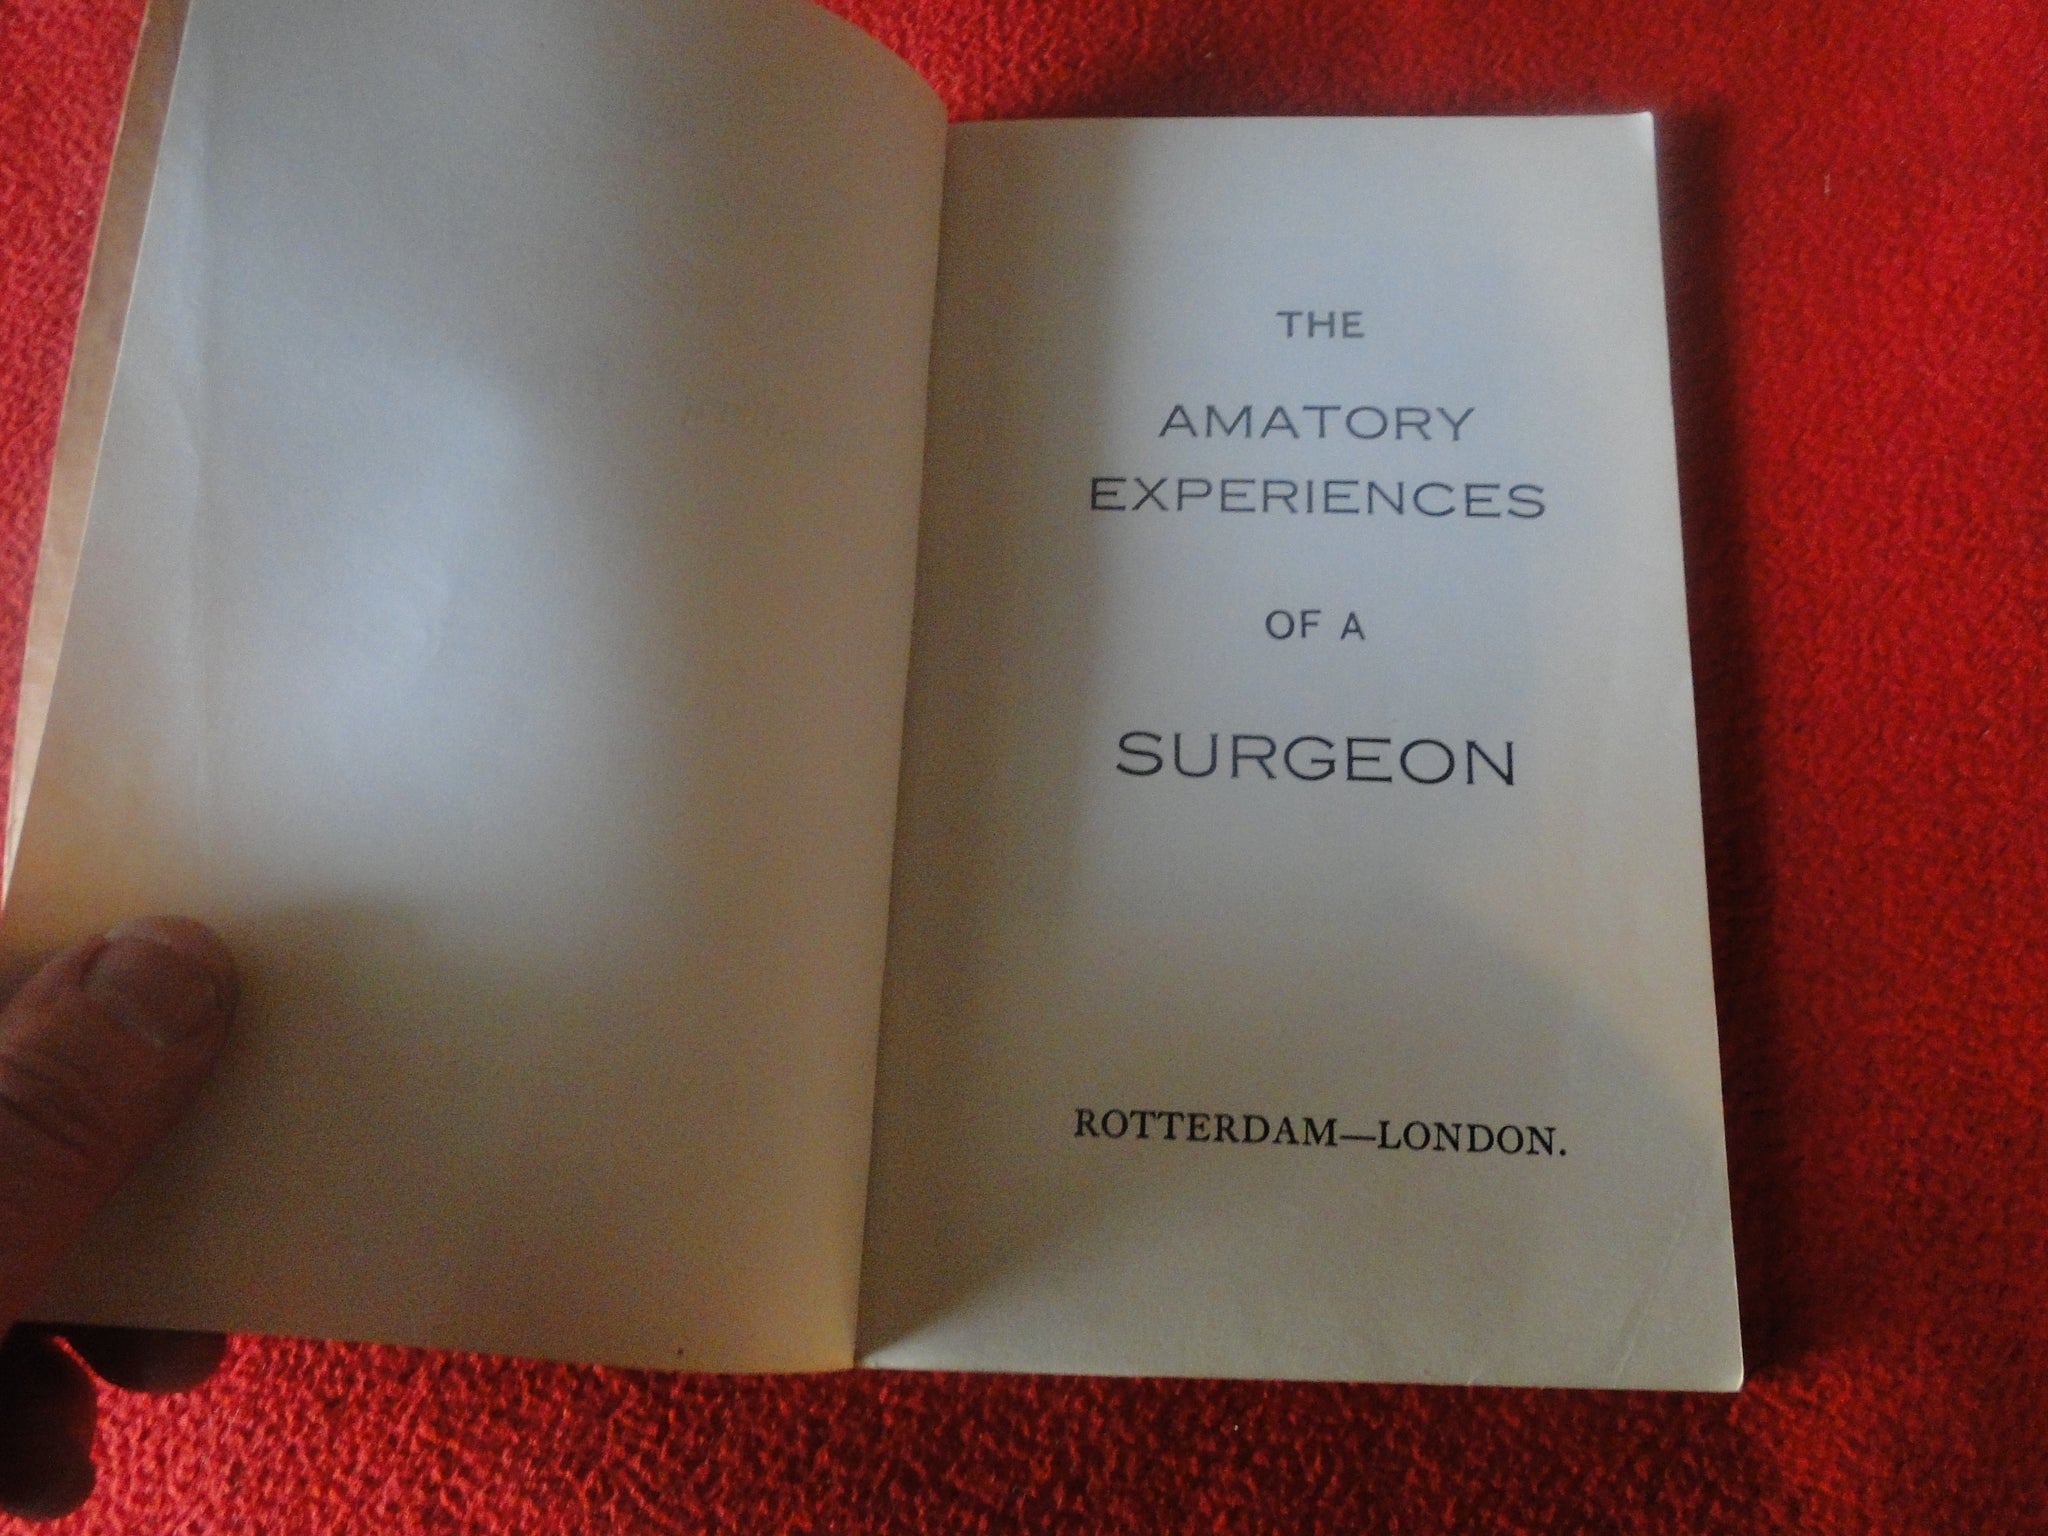 THE
AMATORY
EXPERIENCES
OF A
SURGEON
ROTTERDAM—LONDON.